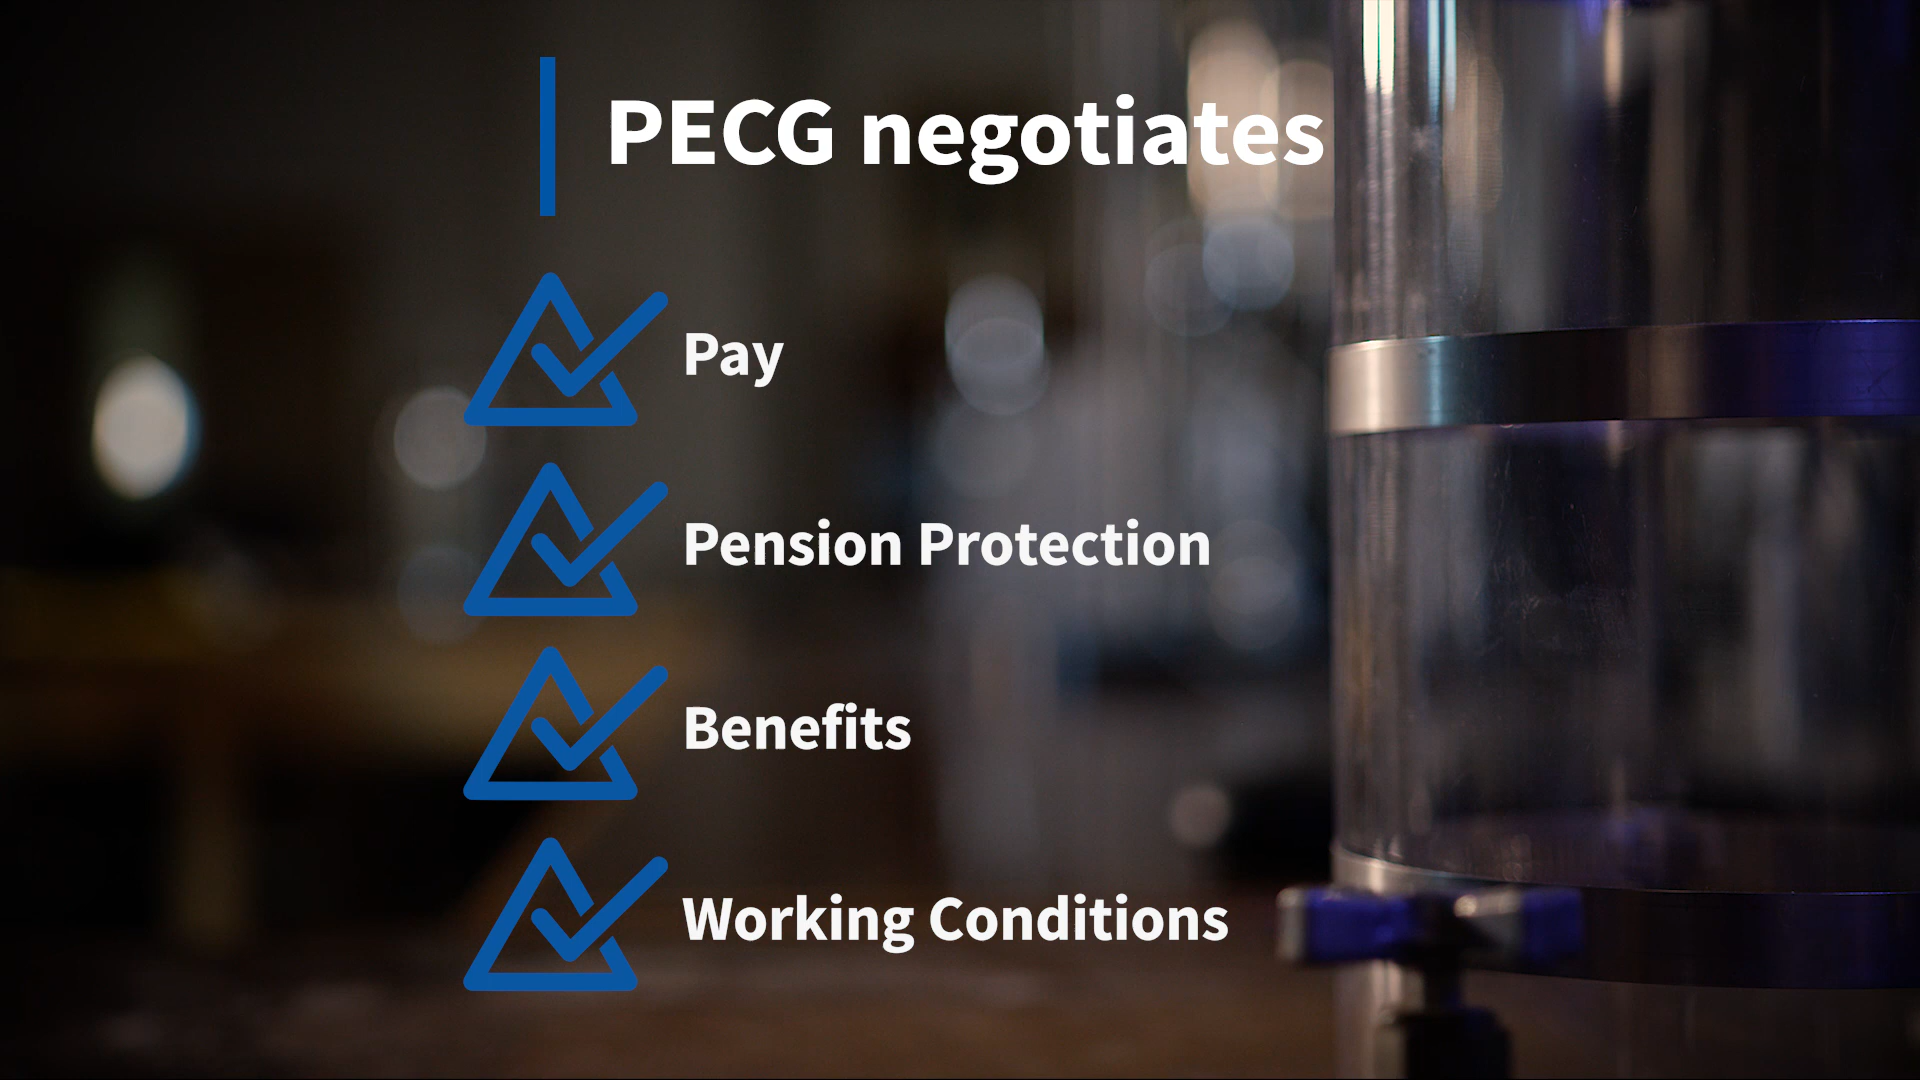 PECG negotiates
Pay
Pension Protection
Benefits
Working Conditions